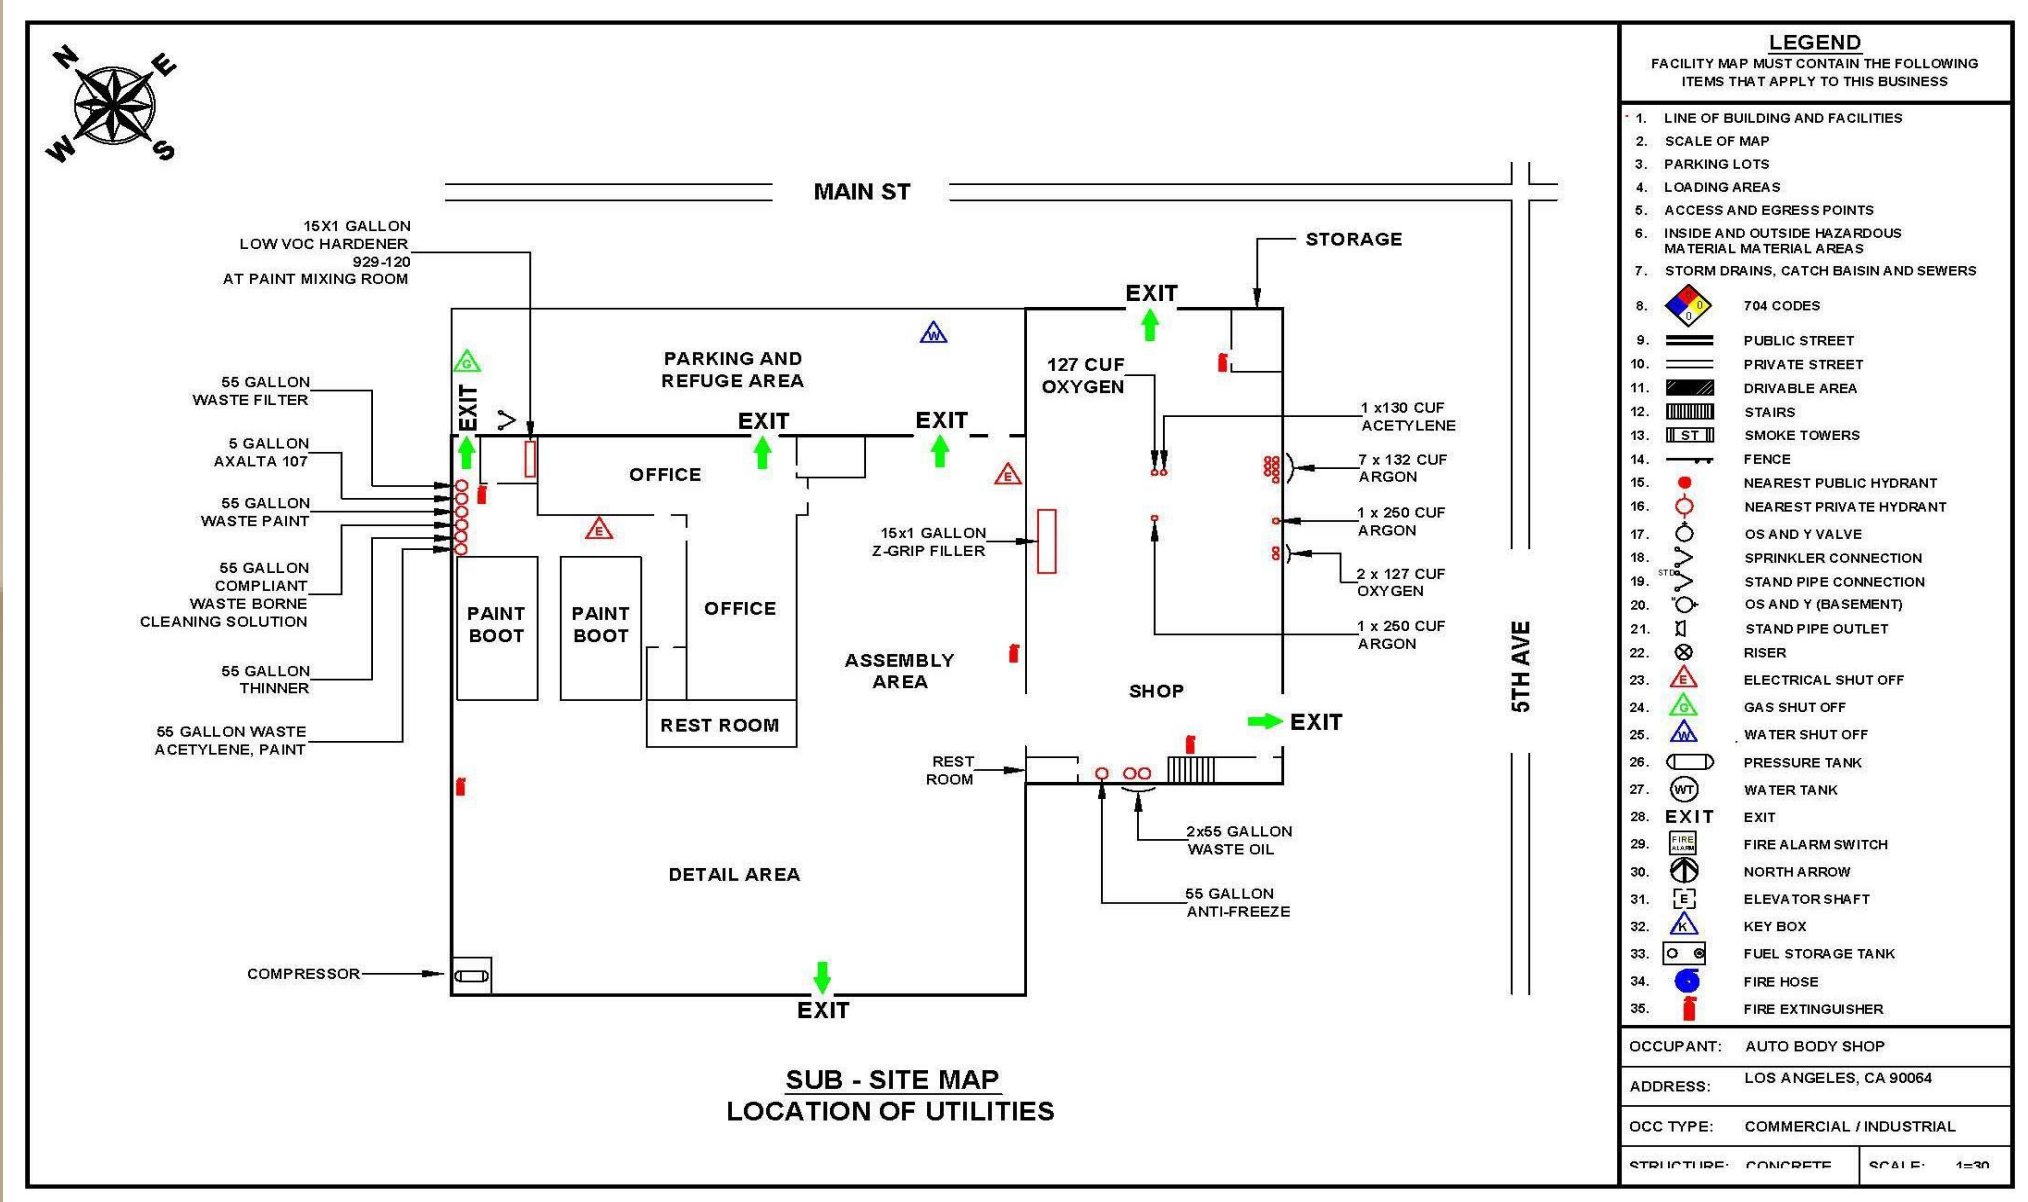 N
E
W
S
MAIN ST
15X1 GALLON
LOW VOC HARDENER
929-120
AT PAINT MIXING ROOM
STORAGE
EXIT
W
G
PARKING AND
REFUGE AREA
127 CUF
OXYGEN
55 GALLON
WASTE FILTER
EXIT
EXIT
EXIT
1 x130 CUF
ACETYLENE
5 GALLON
AXALTA 107
OFFICE
E
7 x 132 CUF
ARGON
55 GALLON
WASTE PAINT
E
15x1 GALLON
Z-GRIP FILLER
1 x 250 CUF
ARGON
55 GALLON
COMPLIANT
WASTE BORNE
CLEANING SOLUTION
2 x 127 CUF
OXYGEN
PAINT
BOOT
PAINT
BOOT
OFFICE
1 x 250 CUF
ARGON
5TH AVE
55 GALLON
THINNER
ASSEMBLY
AREA
SHOP
55 GALLON WASTE
ACETYLENE, PAINT
REST ROOM
EXIT
REST
ROOM
2x55 GALLON
WASTE OIL
DETAIL AREA
55 GALLON
ANTI-FREEZE
COMPRESSOR
EXIT
SUB - SITE MAP
LOCATION OF UTILITIES
LEGEND
FACILITY MAP MUST CONTAIN THE FOLLOWING
ITEMS THAT APPLY TO THIS BUSINESS
1. LINE OF BUILDING AND FACILITIES
2. SCALE OF MAP
3. PARKING LOTS
4. LOADING AREAS
5. ACCESS AND EGRESS POINTS
6. INSIDE AND OUTSIDE HAZARDOUS
MATERIAL MATERIAL AREAS
7. STORM DRAINS, CATCH BAISIN AND SEWERS
8. 0 0 704 CODES
9. PUBLIC STREET
10. PRIVATE STREET
11. DRIVABLE AREA
12. STAIRS
13. ST SMOKE TOWERS
14. FENCE
15. NEAREST PUBLIC HYDRANT
16. NEAREST PRIVATE HYDRANT
17. OS AND Y VALVE
18. SPRINKLER CONNECTION
19. STD STAND PIPE CONNECTION
20. OS AND Y (BASEMENT)
21. STAND PIPE OUTLET
22. RISER
23. E ELECTRICAL SHUT OFF
24. G GAS SHUT OFF
25. W WATER SHUT OFF
26. PRESSURE TANK
27. WT WATER TANK
28. EXIT EXIT
29. FIRE ALARM FIRE ALARM SWITCH
30. NORTH ARROW
31. E ELEVATOR SHAFT
32. K KEY BOX
33. FUEL STORAGE TANK
34. FIRE HOSE
35. FIRE EXTINGUISHER
OCCUPANT: AUTO BODY SHOP
ADDRESS: LOS ANGELES, CA 90064
OCC TYPE: COMMERCIAL / INDUSTRIAL
STRUCTURE: CONCRETE SCALE: 1=30